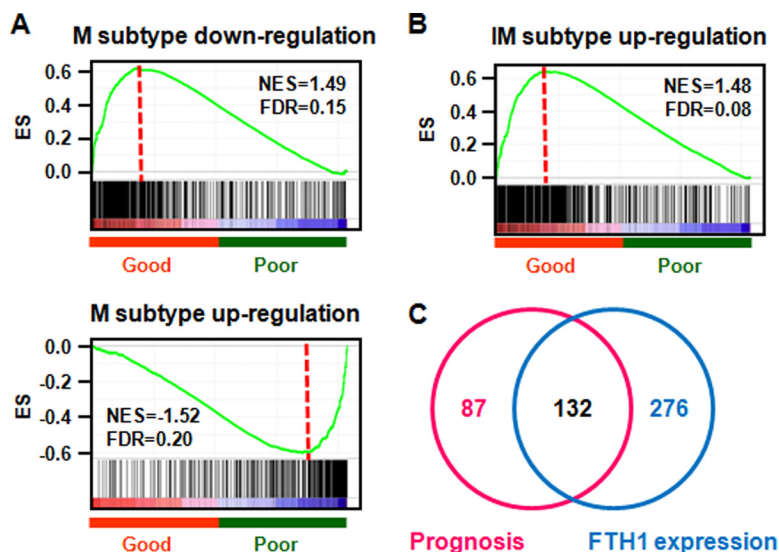 A
M subtype down-regulation
0.6
0.4
0.2
0.0
ES
NES=1.49
FDR=0.15
Good Poor
M subtype up-regulation
0.0
-0.2
-0.4
-0.6
ES
NES=-1.52
FDR=0.20
Good Poor
B
IM subtype up-regulation
0.6
0.4
0.2
0.0
ES
NES=1.48
FDR=0.08
Good Poor
C
87 132 276
Prognosis FTH1 expression